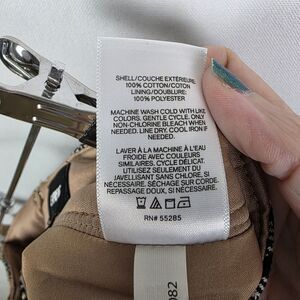 SHELL/COUCHE EXTÉRIEURE:
100% COTTON/COTON
LINING/DOUBLURE:
100% POLYESTER
MACHINE WASH COLD WITH LIKE
COLORS. GENTLE CYCLE. ONLY
NON-CHLORINE BLEACH WHEN
NEEDED. LINE DRY. COOL IRON IF
NEEDED.
LAVER À LA MACHINE À L'EAU
FROIDE AVEC COULEURS
SIMILAIRES. CYCLE DÉLICAT.
UTILISEZ SEULEMENT DU
JAVELLISANT SANS CHLORE, SI
NÉCESSAIRE. SÉCHAGE SUR CORDE.
REPASSAGE DOUX, SI NÉCESSAIRE.
RN# 55285
982